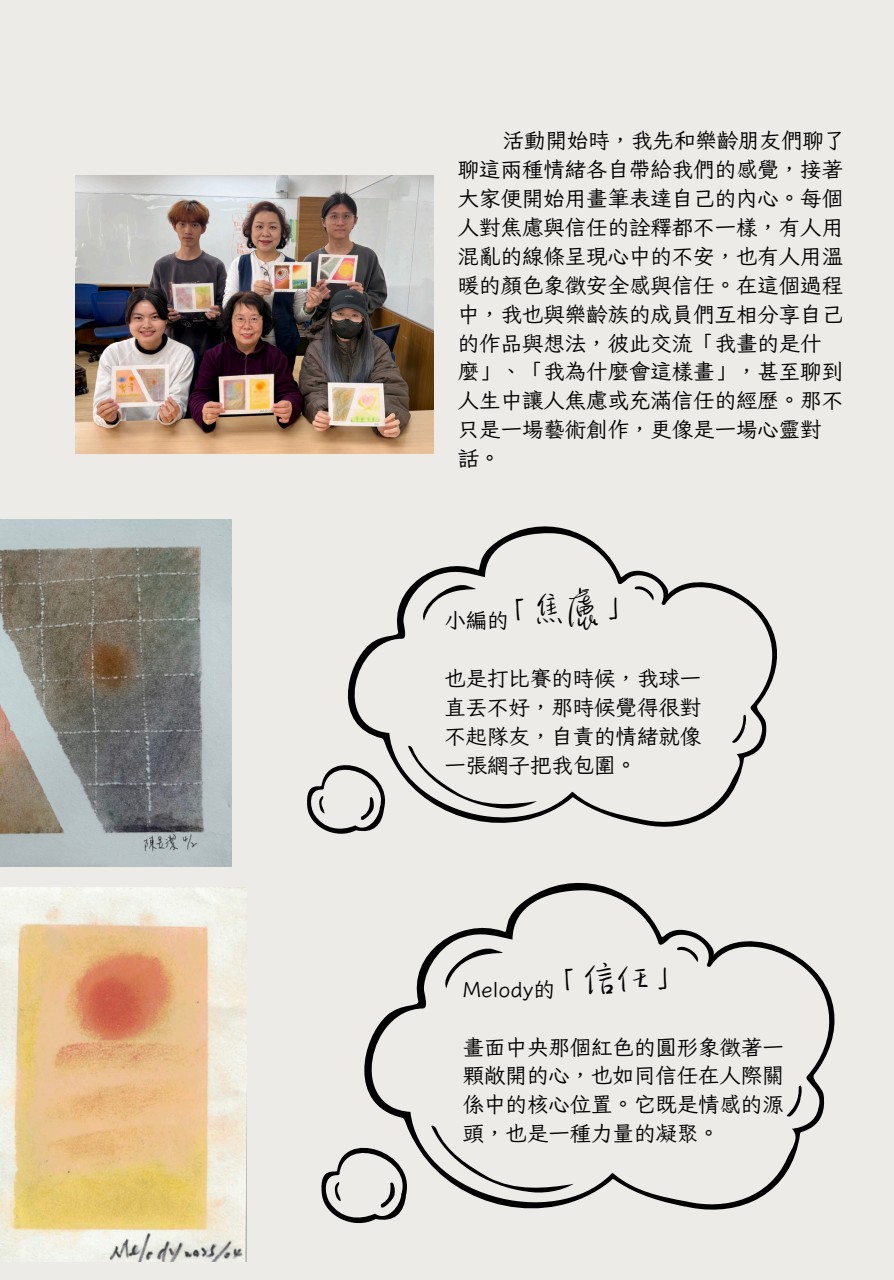 活動開始時，我先和樂齡朋友們聊了
聊這兩種情緒各自帶給我們的感覺，接著
大家便開始用畫筆表達自己的內心。每個
人對焦慮與信任的詮釋都不一樣，有人用
混亂的線條呈現心中的不安，也有人用溫
暖的顏色象徵安全感與信任。在這個過程
中，我也與樂齡族的成員們互相分享自己
的作品與想法，彼此交流「我畫的是什
麼」、「我為什麼會這樣畫」，甚至聊到
人生中讓人焦慮或充滿信任的經歷。那不
只是一場藝術創作，更像是一場心靈對
話。
小編的「焦慮」
也是打比賽的時候，我球一
直丟不好，那時候覺得很對
不起隊友，自責的情緒就像
一張網子把我包圍。
Melody的「信任」
畫面中央那個紅色的圓形象徵著一
顆敞開的心，也如同信任在人際關
係中的核心位置。它既是情感的源
頭，也是一種力量的凝聚。
Melody 2025/04